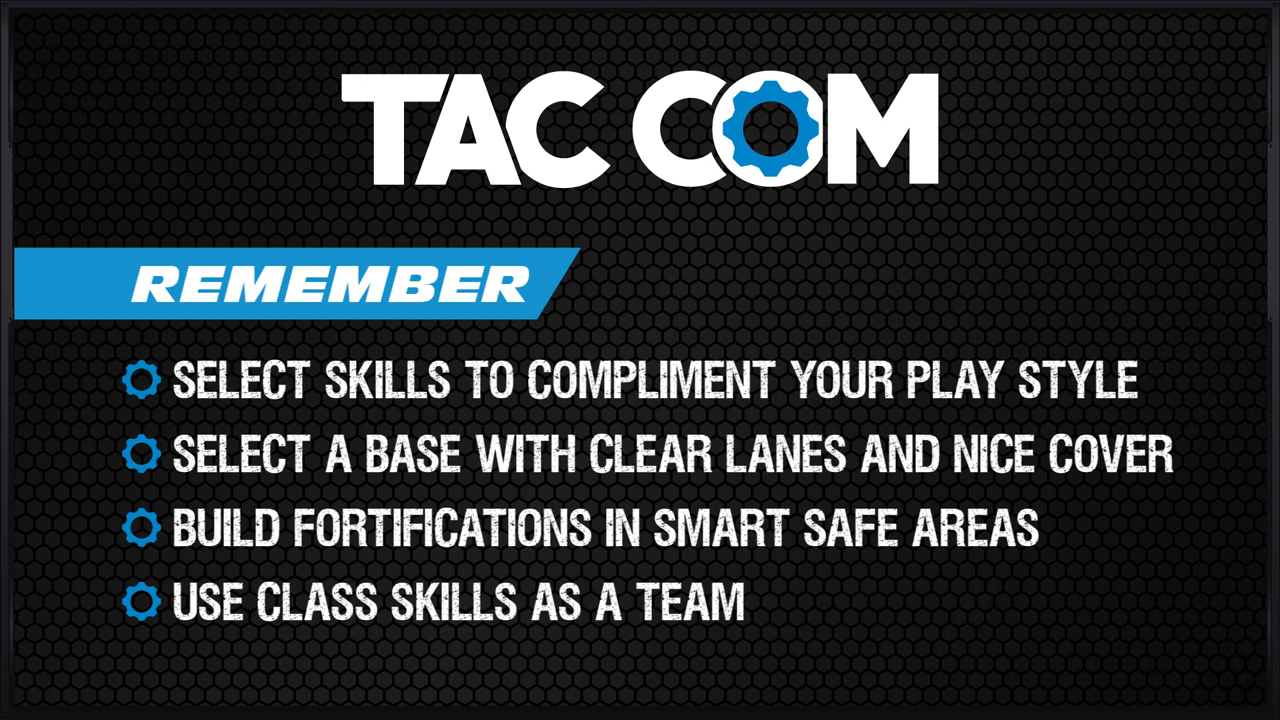 TAC COM
REMEMBER
SELECT SKILLS TO COMPLIMENT YOUR PLAY STYLE
SELECT A BASE WITH CLEAR LANES AND NICE COVER
BUILD FORTIFICATIONS IN SMART SAFE AREAS
USE CLASS SKILLS AS A TEAM